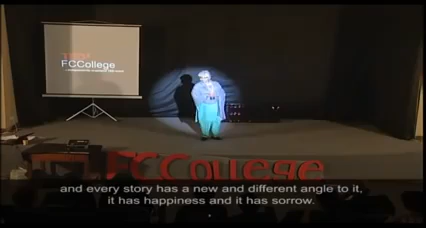 FCCollege
FCCollege
and every story has a new and different angle to it,
it has happiness and it has sorrow.